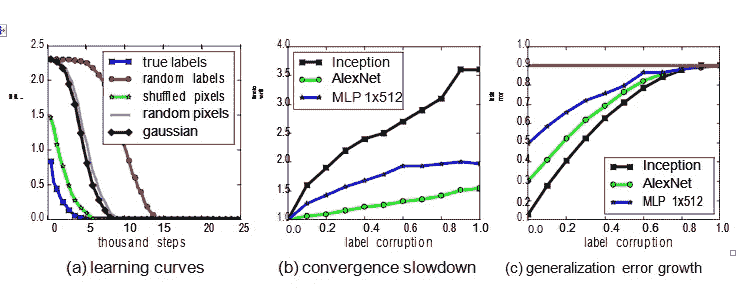 2.5
2.0
1.5
1.0
0.5
0.0
true labels
random labels
shuffled pixels
random pixels
gaussian
0 5 10 15 20 25
thousand steps
(a) learning curves
4.0
3.5
3.0
2.5
2.0
1.5
1.0
Inception
AlexNet
MLP 1x512
0.0 0.2 0.4 0.6 0.8 1.0
label corruption
(b) convergence slowdown
1.0
0.9
0.8
0.7
0.6
0.5
0.4
0.3
0.2
0.1
error
Inception
AlexNet
MLP 1x512
0.0 0.2 0.4 0.6 0.8 1.0
label corruption
(c) generalization error growth